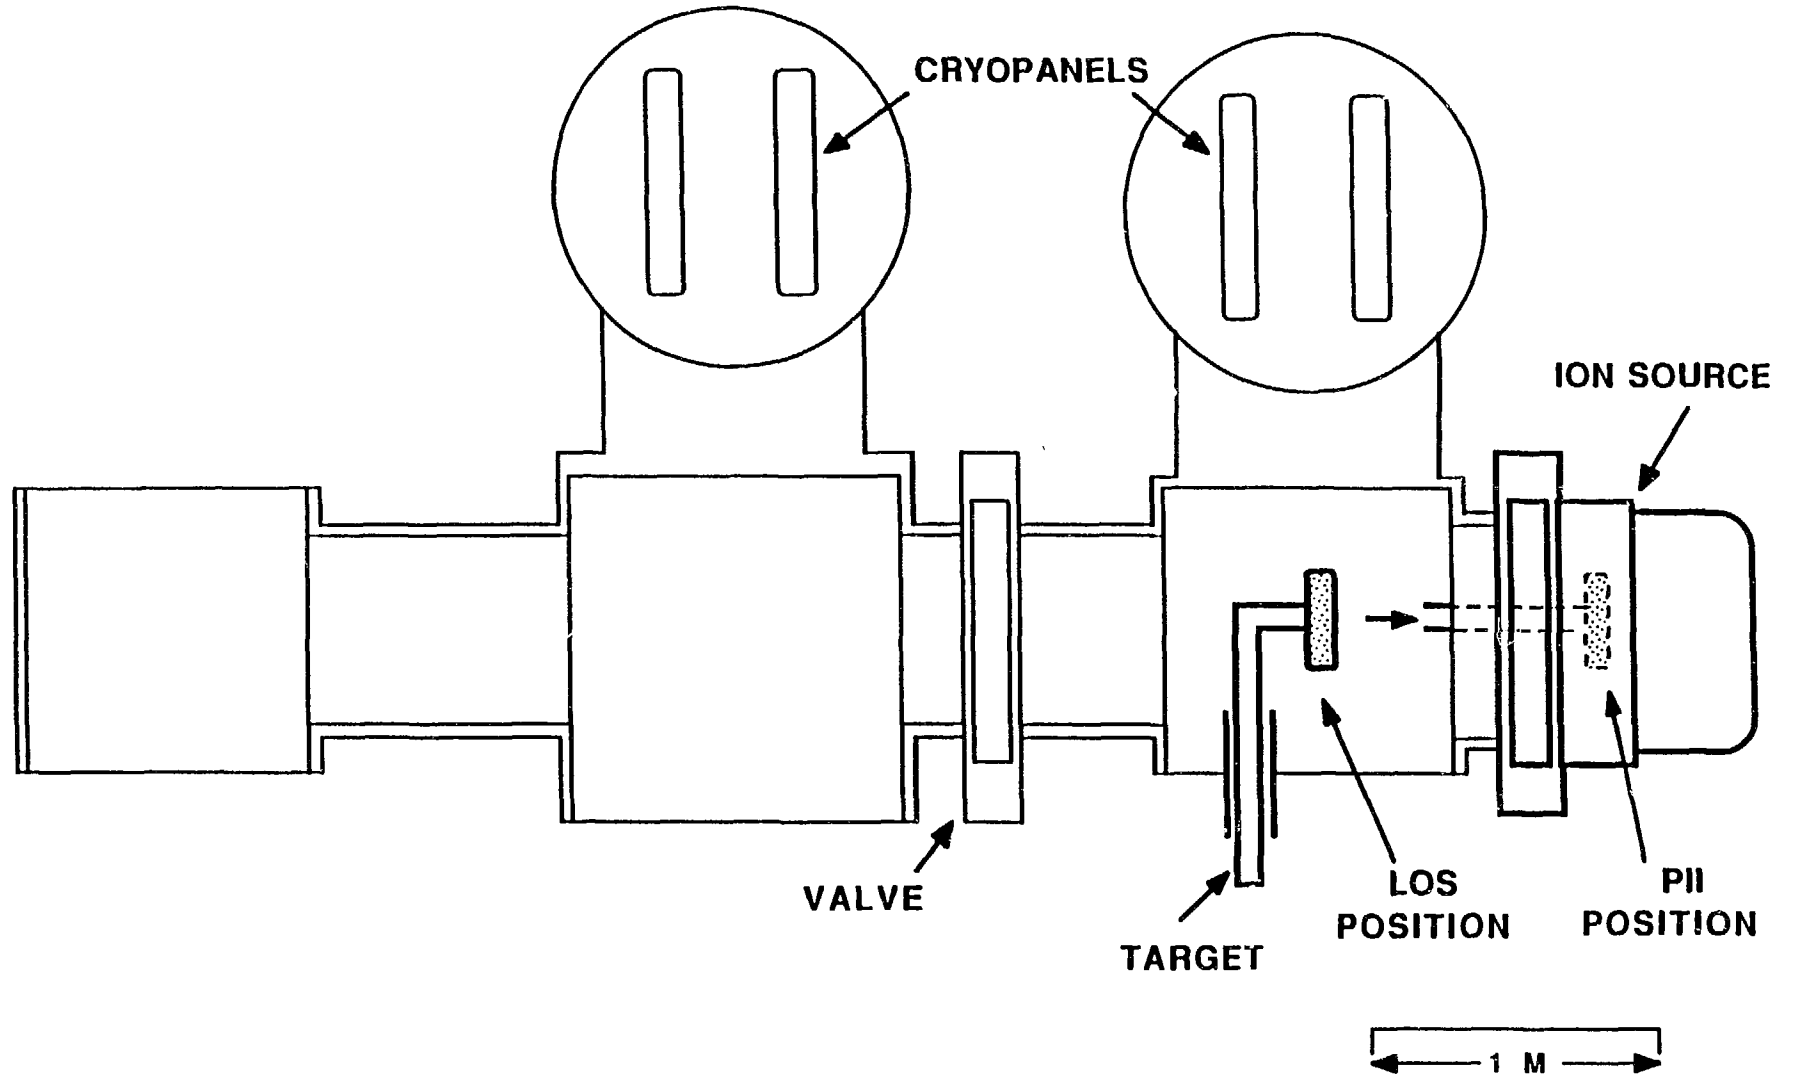 CRYOPANELS
ION SOURCE
VALVE
TARGET
LOS
POSITION
PII
POSITION
1 M